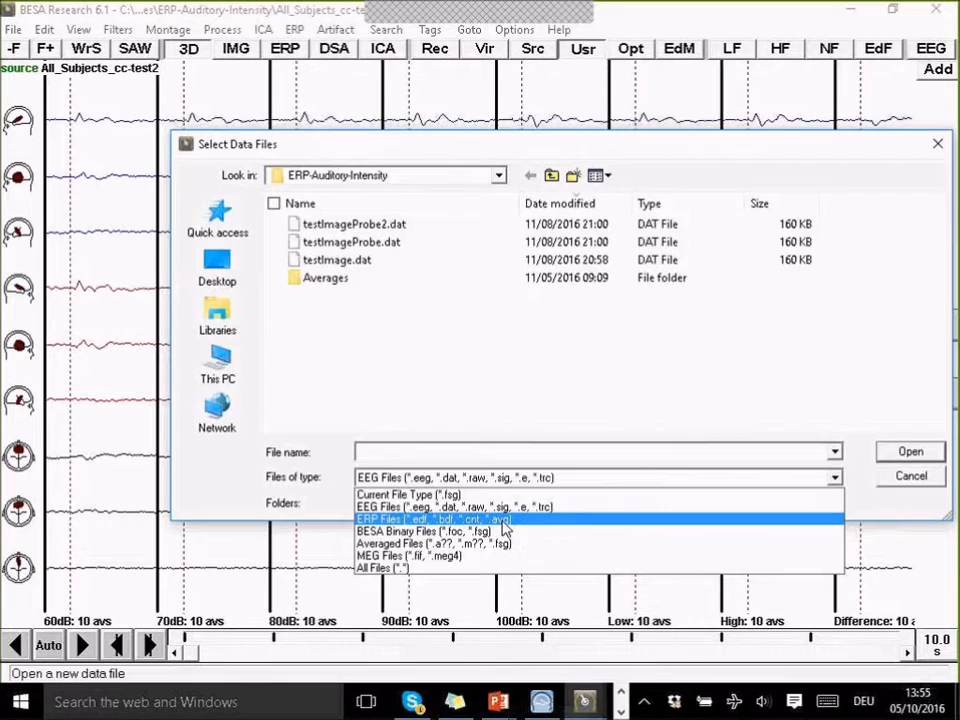 BESA Research 6.1 - C:\...es\ERP-Auditory-Intensity\All_Subjects_cc-te
File Edit View Filters Montage Process ICA ERP Artifact Search Tags Goto Options Help
-F F+ WrS SAW 3D IMG ERP DSA ICA Rec Vir Src Usr Opt EdM LF HF NF EdF EEG
source All_Subjects_cc-test2
Add
Select Data Files
Look in: ERP-Auditory-Intensity
Name Date modified Type Size
testImageProbe2.dat 11/08/2016 21:00 DAT File 160 KB
testImageProbe.dat 11/08/2016 21:00 DAT File 160 KB
testImage.dat 11/08/2016 20:58 DAT File 160 KB
Averages 11/05/2016 09:09 File folder
Quick access
Desktop
Libraries
This PC
Network
File name: Open
Files of type: EEG Files (*.eeg, *.dat, *.raw, *.sig, *.e, *.trc) Cancel
Folders:
Current File Type (*.fsg)
EEG Files (*.eeg, *.dat, *.raw, *.sig, *.e, *.trc)
ERP Files (*.edf, *.bdf, *.cnt, *.avg)
BESA Binary Files (*.foc, *.fsg)
Averaged Files (*.a??, *.m??, *.fsg)
MEG Files (*.fif, *.meg4)
All Files (*.*)
60dB: 10 avs 70dB: 10 avs 80dB: 10 avs 90dB: 10 avs 100dB: 10 avs High: 10 avs Difference: 10 a
Auto 10.0
s
Open a new data file
Search the web and Windows DEU 13:55
05/10/2016